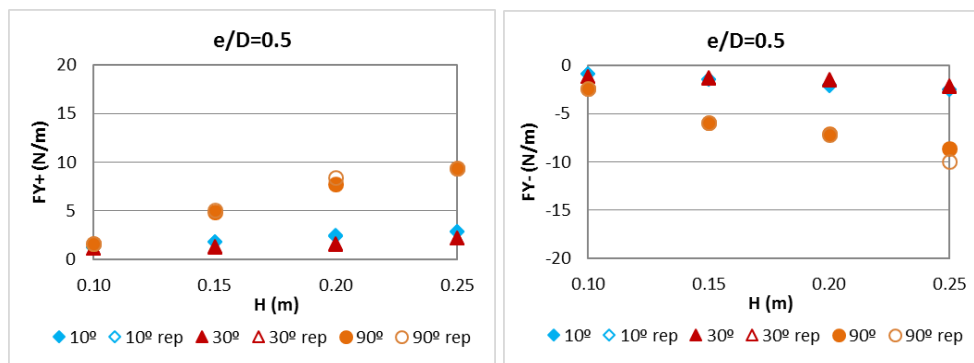 e/D=0.5
FY+ (N/m)
20
15
10
5
0
0.10 0.15 0.20 0.25
H (m)
10º 10º rep 30º 30º rep 90º 90º rep
e/D=0.5
FY- (N/m)
0
-5
-10
-15
-20
0.10 0.15 0.20 0.25
H (m)
10º 10º rep 30º 30º rep 90º 90º rep